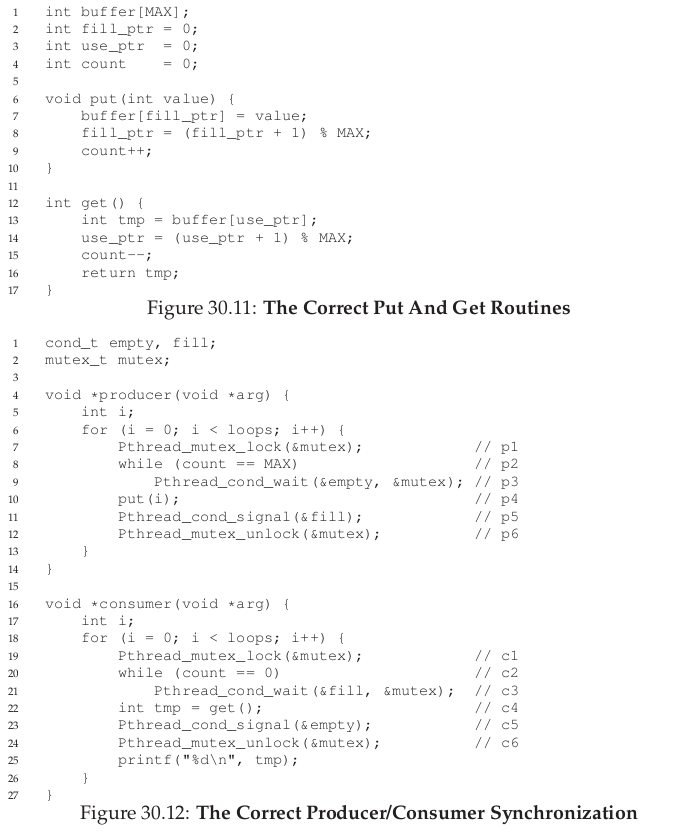 1 int buffer[MAX];
2 int fill_ptr = 0;
3 int use_ptr  = 0;
4 int count    = 0;
5
6 void put(int value) {
7     buffer[fill_ptr] = value;
8     fill_ptr = (fill_ptr + 1) % MAX;
9     count++;
10 }
11
12 int get() {
13     int tmp = buffer[use_ptr];
14     use_ptr = (use_ptr + 1) % MAX;
15     count--;
16     return tmp;
17 }
Figure 30.11: The Correct Put And Get Routines
1 cond_t empty, fill;
2 mutex_t mutex;
3
4 void *producer(void *arg) {
5     int i;
6     for (i = 0; i < loops; i++) {
7         Pthread_mutex_lock(&mutex);            // p1
8         while (count == MAX)                   // p2
9             Pthread_cond_wait(&empty, &mutex); // p3
10         put(i);                                // p4
11         Pthread_cond_signal(&fill);            // p5
12         Pthread_mutex_unlock(&mutex);          // p6
13     }
14 }
15
16 void *consumer(void *arg) {
17     int i;
18     for (i = 0; i < loops; i++) {
19         Pthread_mutex_lock(&mutex);            // c1
20         while (count == 0)                     // c2
21             Pthread_cond_wait(&fill, &mutex);  // c3
22         int tmp = get();                       // c4
23         Pthread_cond_signal(&empty);           // c5
24         Pthread_mutex_unlock(&mutex);          // c6
25         printf("%d\n", tmp);
26     }
27 }
Figure 30.12: The Correct Producer/Consumer Synchronization